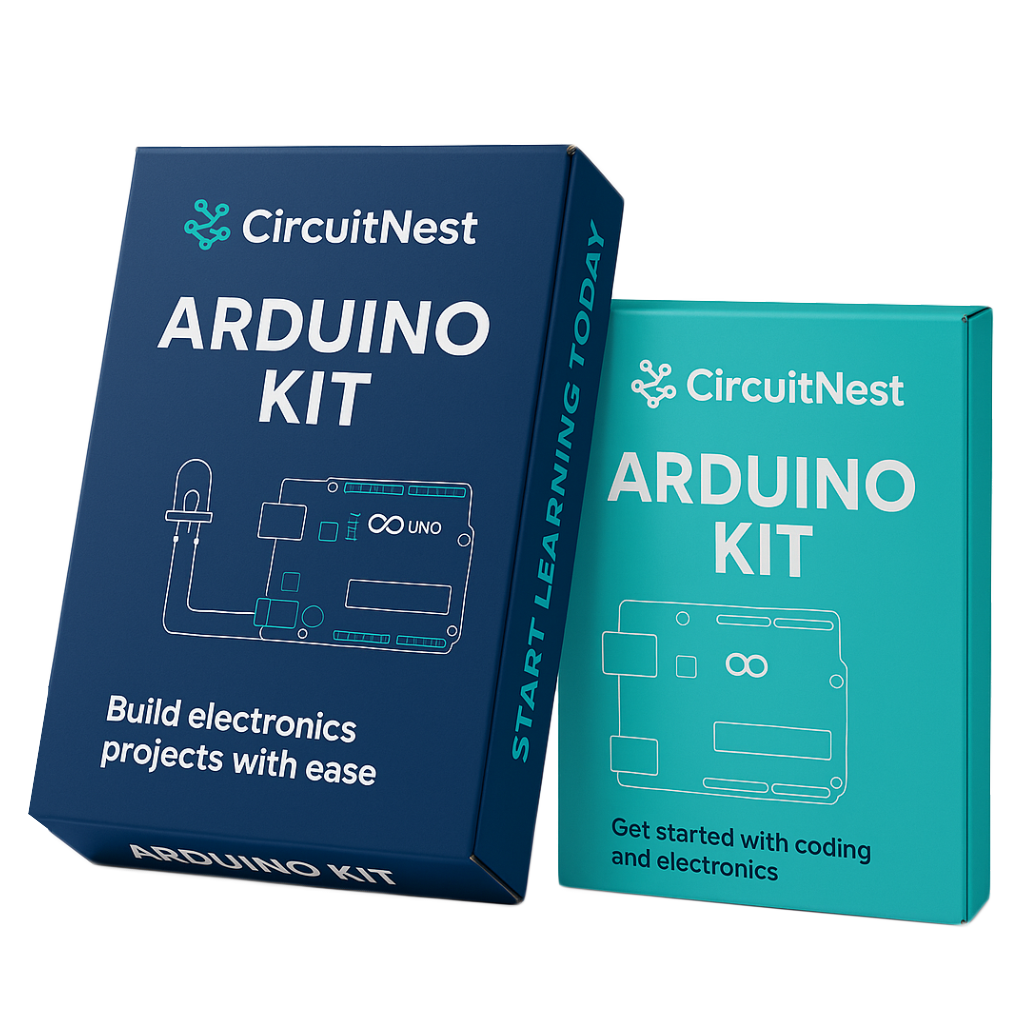 CircuitNest
ARDUINO
KIT
UNO
Build electronics
projects with ease
START LEARNING TODAY
ARDUINO KIT
CircuitNest
ARDUINO
KIT
Get started with coding
and electronics